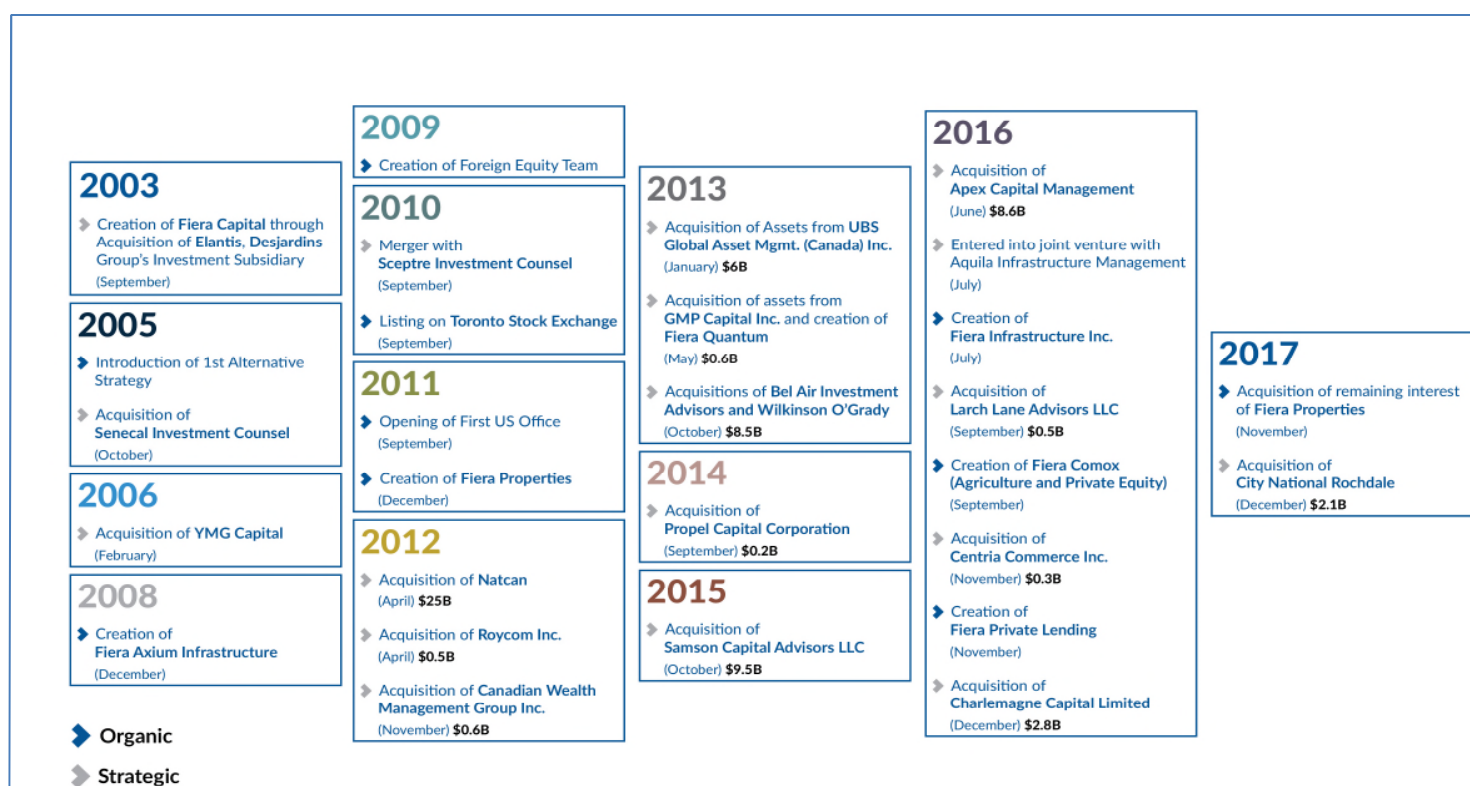 2003
Creation of Fiera Capital through
Acquisition of Elantis, Desjardins
Group's Investment Subsidiary
(September)
2005
Introduction of 1st Alternative
Strategy
Acquisition of
Senecal Investment Counsel
(October)
2006
Acquisition of YMG Capital
(February)
2008
Creation of
Fiera Axium Infrastructure
(December)
2009
Creation of Foreign Equity Team
2010
Merger with
Sceptre Investment Counsel
(September)
Listing on Toronto Stock Exchange
(September)
2011
Opening of First US Office
(September)
Creation of Fiera Properties
(December)
2012
Acquisition of Natcan
(April) $25B
Acquisition of Roycom Inc.
(April) $0.5B
Acquisition of Canadian Wealth
Management Group Inc.
(November) $0.6B
2013
Acquisition of Assets from UBS
Global Asset Mgmt. (Canada) Inc.
(January) $6B
Acquisition of assets from
GMP Capital Inc. and creation of
Fiera Quantum
(May) $0.6B
Acquisitions of Bel Air Investment
Advisors and Wilkinson O'Grady
(October) $8.5B
2014
Acquisition of
Propel Capital Corporation
(September) $0.2B
2015
Acquisition of
Samson Capital Advisors LLC
(October) $9.5B
2016
Acquisition of
Apex Capital Management
(June) $8.6B
Entered into joint venture with
Aquila Infrastructure Management
(July)
Creation of
Fiera Infrastructure Inc.
(July)
Acquisition of
Larch Lane Advisors LLC
(September) $0.5B
Creation of Fiera Comox
(Agriculture and Private Equity)
(September)
Acquisition of
Centria Commerce Inc.
(November) $0.3B
Creation of
Fiera Private Lending
(November)
Acquisition of
Charlemagne Capital Limited
(December) $2.8B
2017
Acquisition of remaining interest
of Fiera Properties
(November)
Acquisition of
City National Rochdale
(December) $2.1B
Organic
Strategic